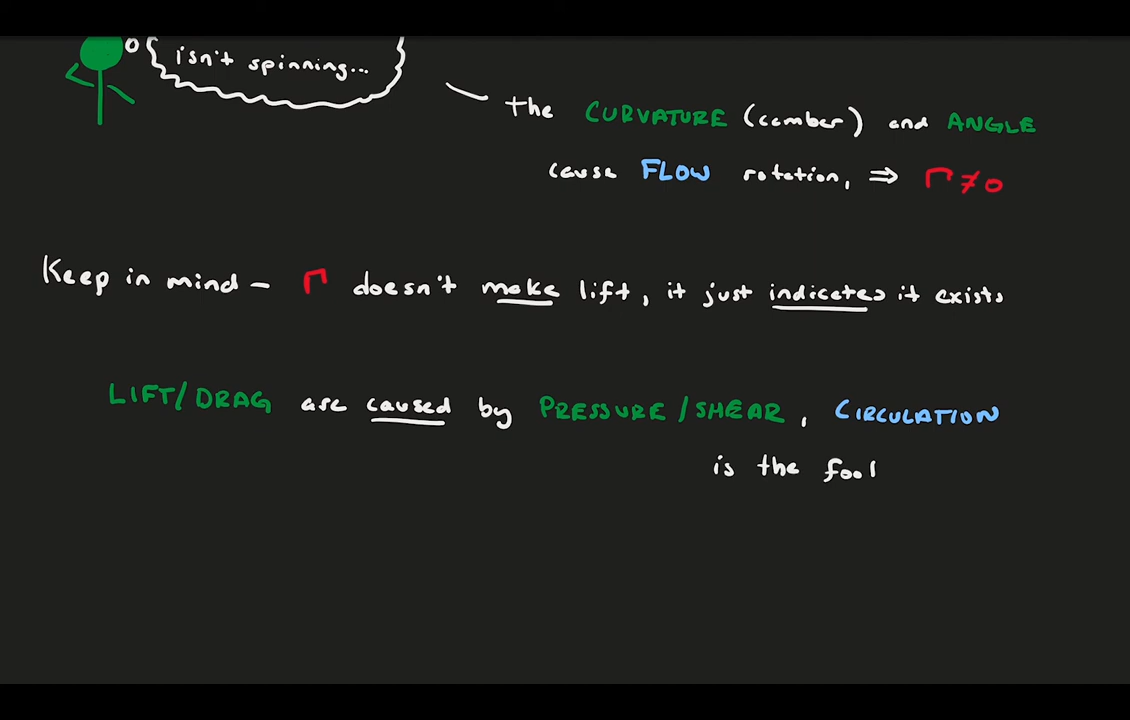 isn't spinning...
the CURVATURE (camber) and ANGLE
cause FLOW rotation, ⇒ Γ≠0
Keep in mind – Γ doesn't make lift, it just indicates it exists
LIFT/DRAG are caused by PRESSURE/SHEAR, CIRCULATION
is the fool